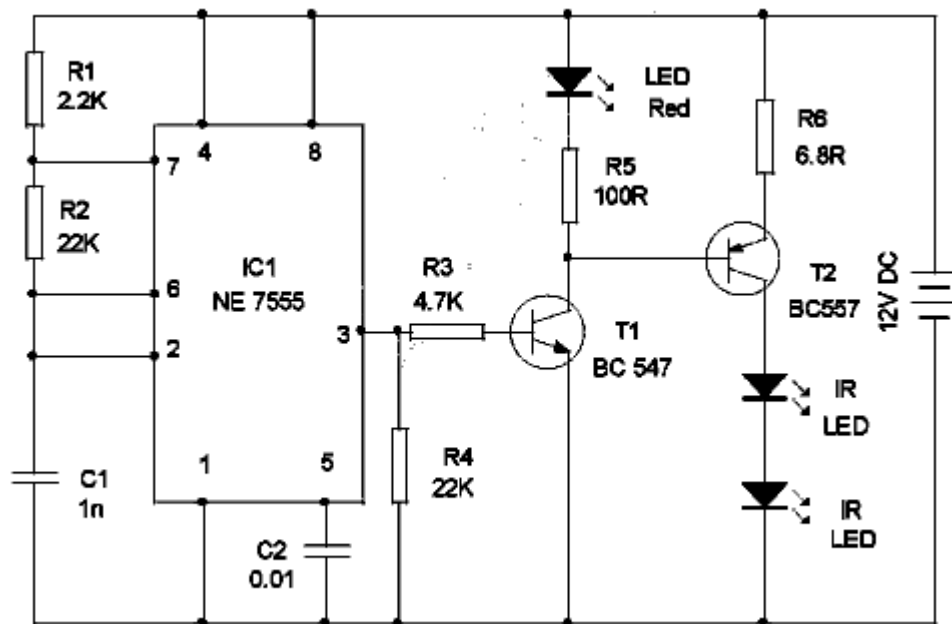 R1
2.2K
7
4
8
R2
22K
6
2
IC1
NE 7555
3
1
5
C1
1n
C2
0.01
R3
4.7K
R4
22K
LED
Red
R5
100R
T1
BC 547
R6
6.8R
T2
BC557
IR
LED
IR
LED
12V DC